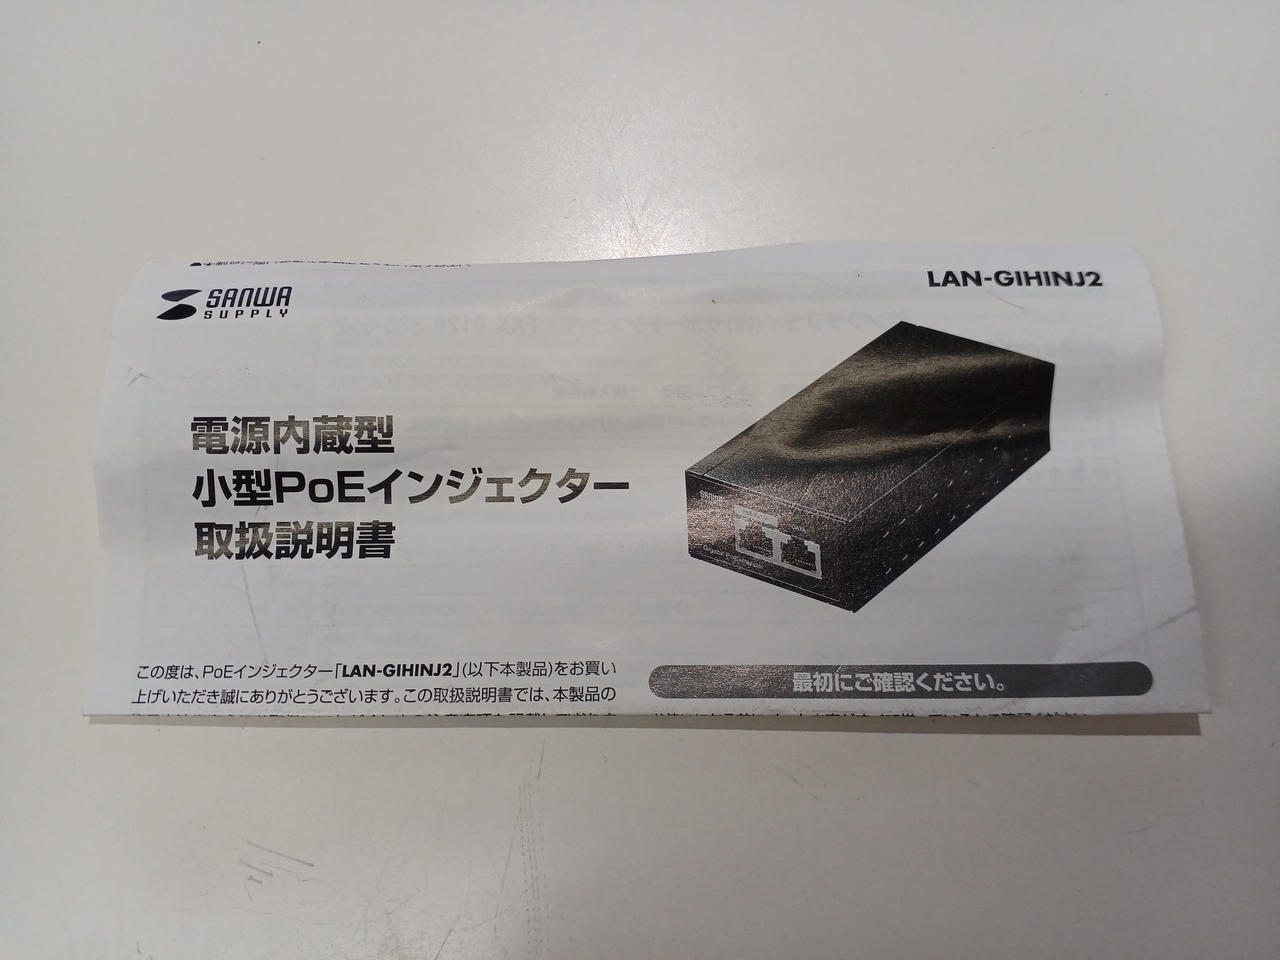 SANWA
SUPPLY
LAN-GIHINJ2
電源内蔵型
小型PoEインジェクター
取扱説明書
SANWA
この度は、PoEインジェクター「LAN-GIHINJ2」(以下本製品)をお買い
上げいただき誠にありがとうございます。この取扱説明書では、本製品の
最初にご確認ください。